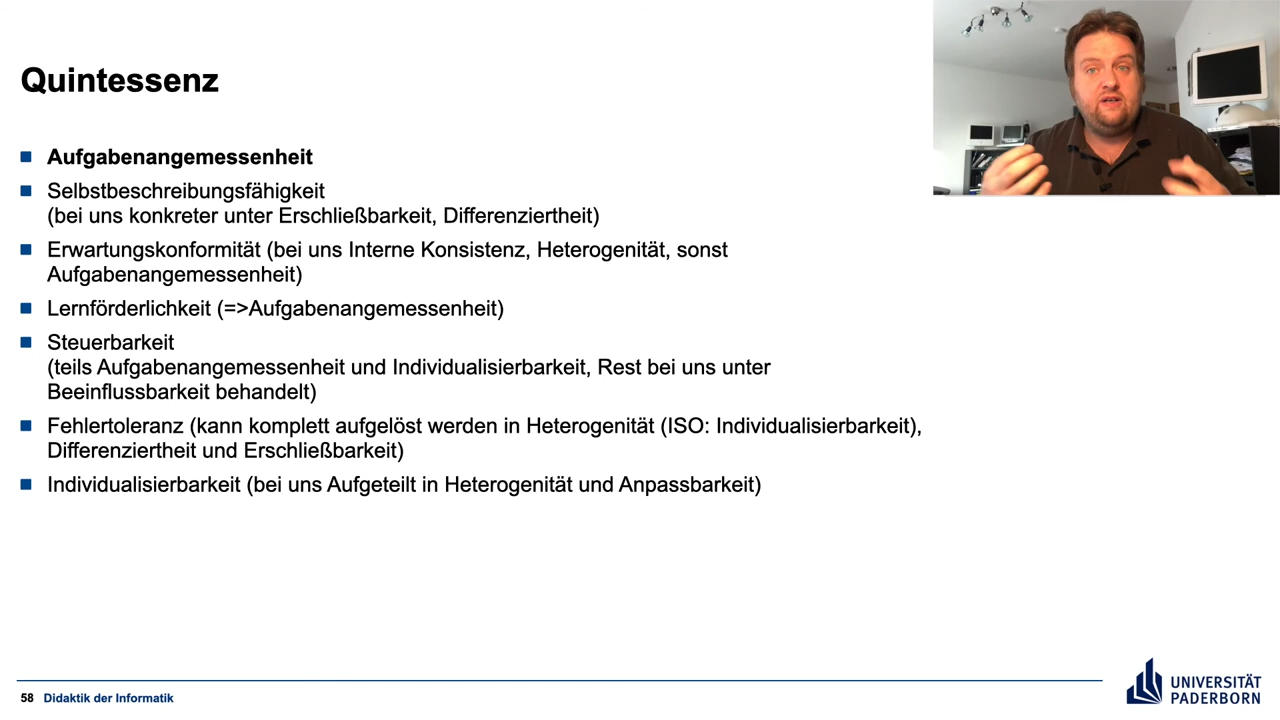 Quintessenz
Aufgabenangemessenheit
Selbstbeschreibungsfähigkeit
(bei uns konkreter unter Erschließbarkeit, Differenziertheit)
Erwartungskonformität (bei uns Interne Konsistenz, Heterogenität, sonst
Aufgabenangemessenheit)
Lernförderlichkeit (=>Aufgabenangemessenheit)
Steuerbarkeit
(teils Aufgabenangemessenheit und Individualisierbarkeit, Rest bei uns unter
Beeinflussbarkeit behandelt)
Fehlertoleranz (kann komplett aufgelöst werden in Heterogenität (ISO: Individualisierbarkeit),
Differenziertheit und Erschließbarkeit)
Individualisierbarkeit (bei uns Aufgeteilt in Heterogenität und Anpassbarkeit)
58 Didaktik der Informatik
UNIVERSITÄT
PADERBORN